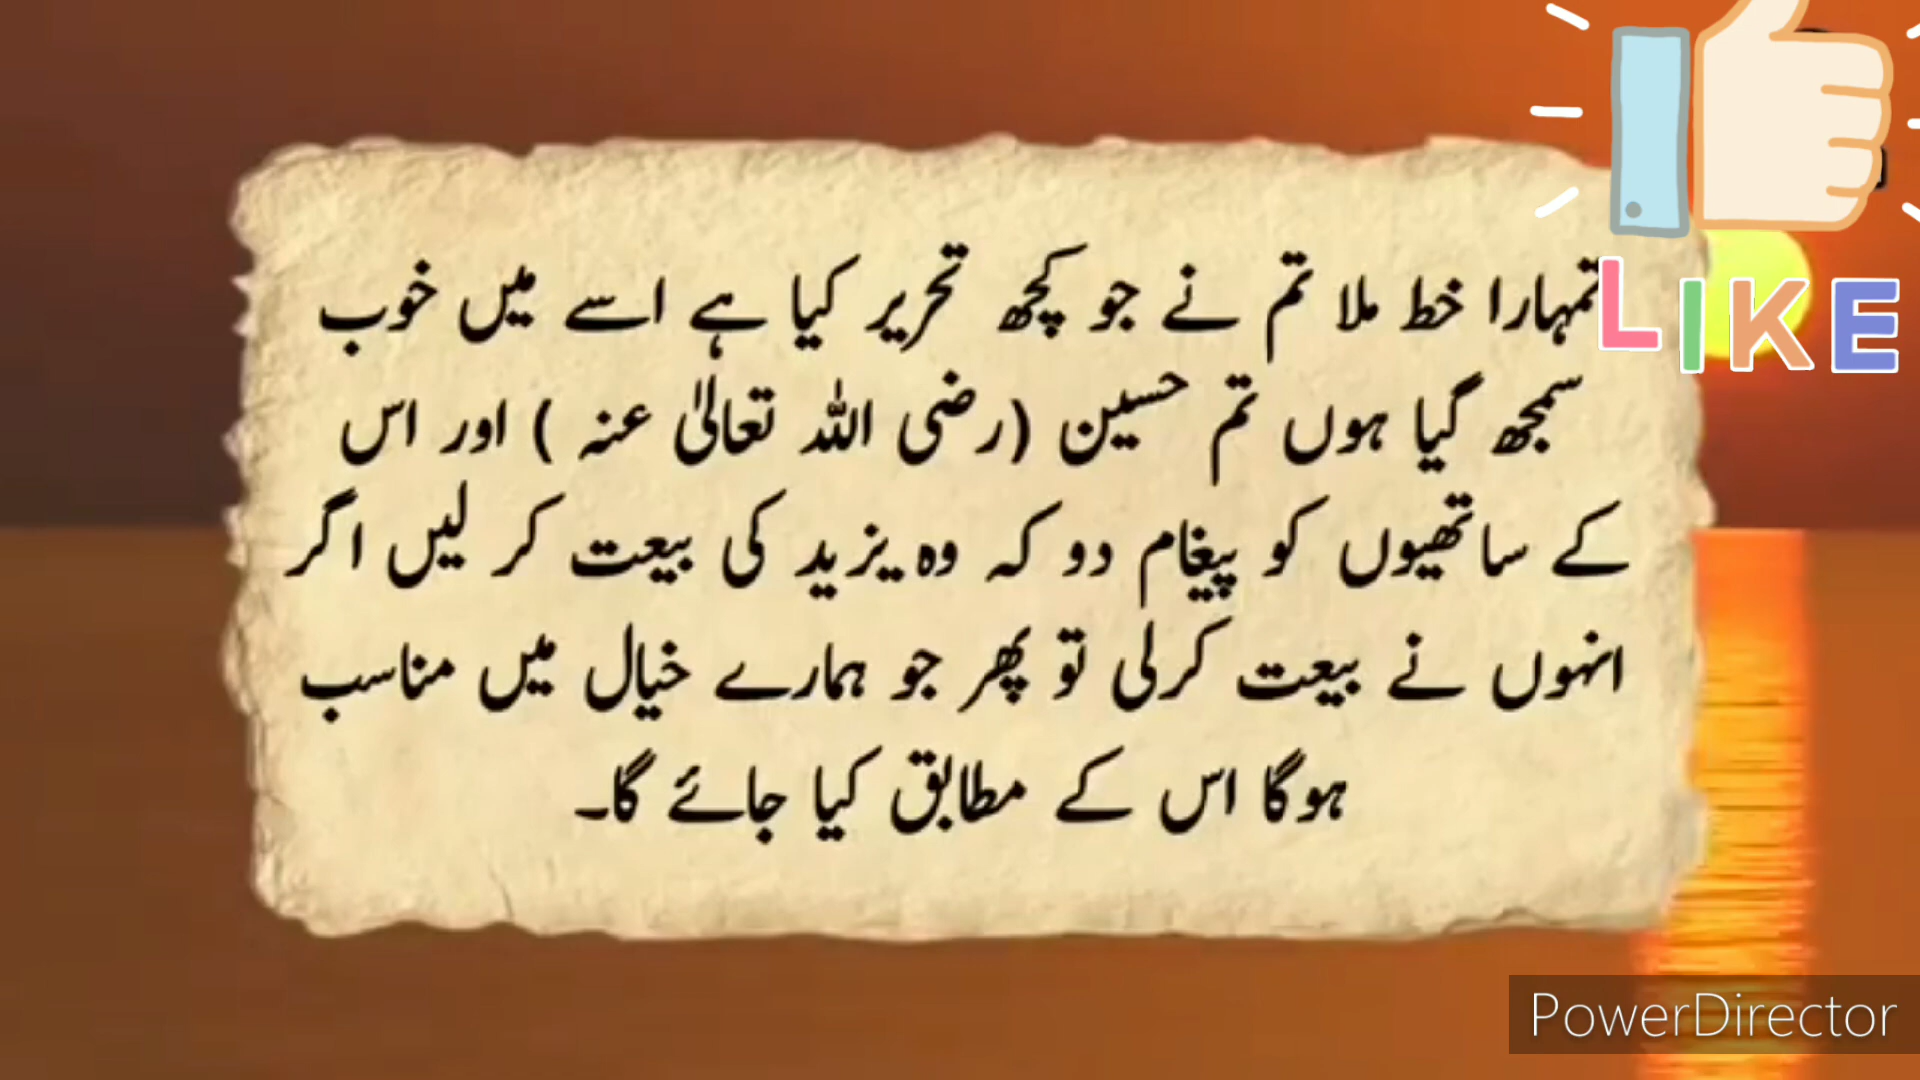 تمہارا خط ملا تم نے جو کچھ تحریر کیا ہے اسے میں خوب
سمجھ گیا ہوں تم حسین (رضی اللہ تعالیٰ عنہ ) اور اس
کے ساتھیوں کو پیغام دو کہ وہ یزید کی بیعت کر لیں اگر
انہوں نے بیعت کرلی تو پھر جو ہمارے خیال میں مناسب
ہوگا اس کے مطابق کیا جائے گا۔
LIKE
PowerDirector